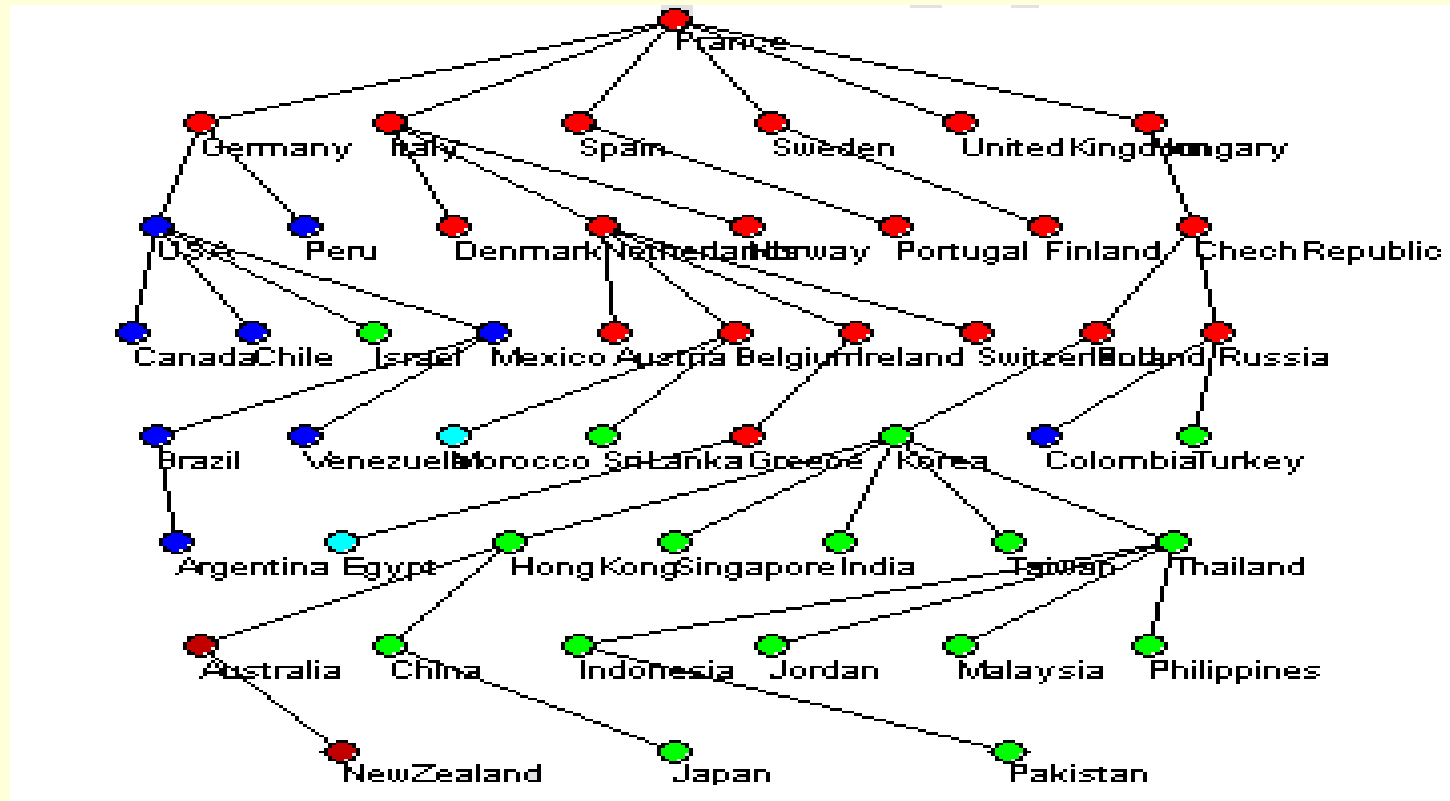 France
Germany Italy Spain Sweden United Kingdom Hungary
USA Peru Denmark Netherlands Norway Portugal Finland Chech Republic
Canada Chile Israel Mexico Austria Belgium Ireland Switzerland Poland Russia
Brazil Venezuela Morocco Sri Lanka Greece Korea Colombia Turkey
Argentina Egypt Hong Kong Singapore India Taiwan Thailand
Australia China Indonesia Jordan Malaysia Philippines
New Zealand Japan Pakistan